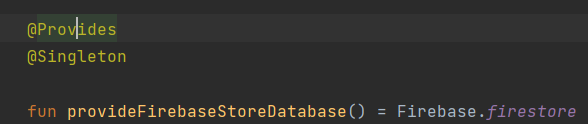 @Provides
@Singleton
fun provideFirebaseStoreDatabase() = Firebase.firestore